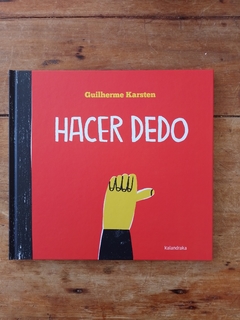 Guilherme Karsten
HACER DEDO
kalandraka